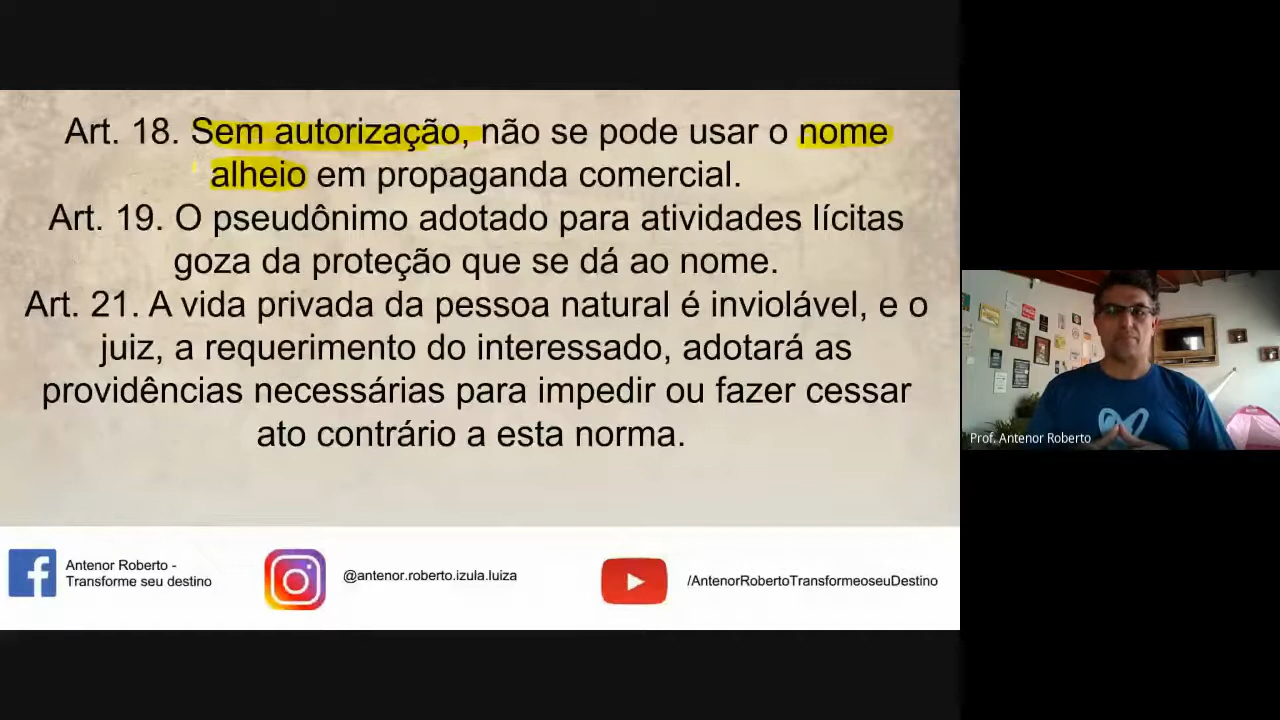 Art. 18. Sem autorização, não se pode usar o nome
alheio em propaganda comercial.
Art. 19. O pseudônimo adotado para atividades lícitas
goza da proteção que se dá ao nome.
Art. 21. A vida privada da pessoa natural é inviolável, e o
juiz, a requerimento do interessado, adotará as
providências necessárias para impedir ou fazer cessar
ato contrário a esta norma.
Prof. Antenor Roberto
Antenor Roberto -
Transforme seu destino
@antenor.roberto.izula.luiza
/AntenorRobertoTransformeoseuDestino